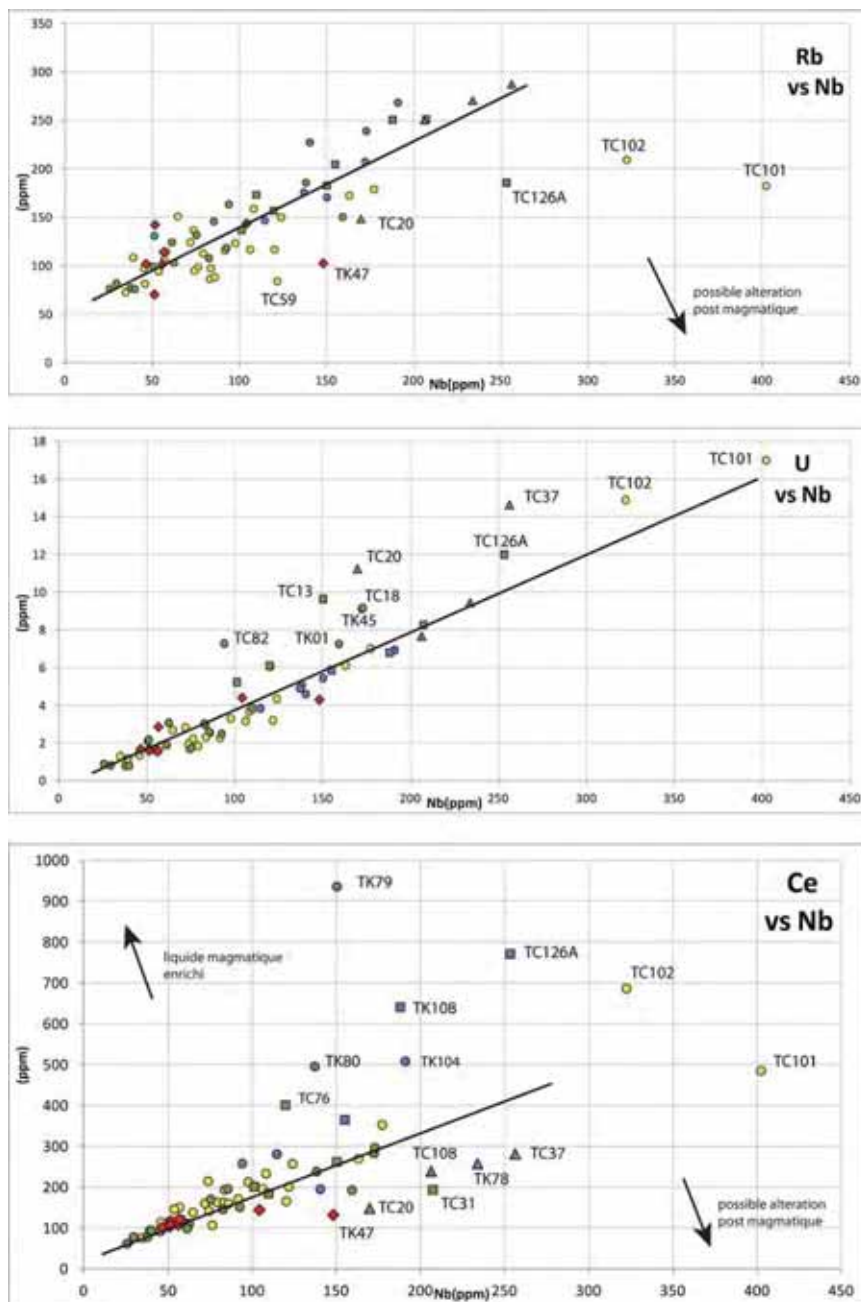 Rb
vs Nb
350
300
250
200
150
100
50
0
(ppm)
TC102
TC101
TC126A
TC20
TK47
TC59
possible alteration
post magmatique
0 50 100 150 200 250 300 350 400 450
Nb(ppm)
U
vs Nb
18
16
14
12
10
8
6
4
2
0
(ppm)
TC101
TC102
TC37
TC126A
TC20
TC13
TC18
TK45
TC82
TK01
0 50 100 150 200 250 300 350 400 450
Nb(ppm)
Ce
vs Nb
1000
900
800
700
600
500
400
300
200
100
0
(ppm)
TK79
liquide magmatique
enrichi
TC126A
TC102
TK108
TK80
TK104
TC101
TC76
TC108
TC37
TK78
TC31
TC20
TK47
possible alteration
post magmatique
0 50 100 150 200 250 300 350 400 450
Nb(ppm)